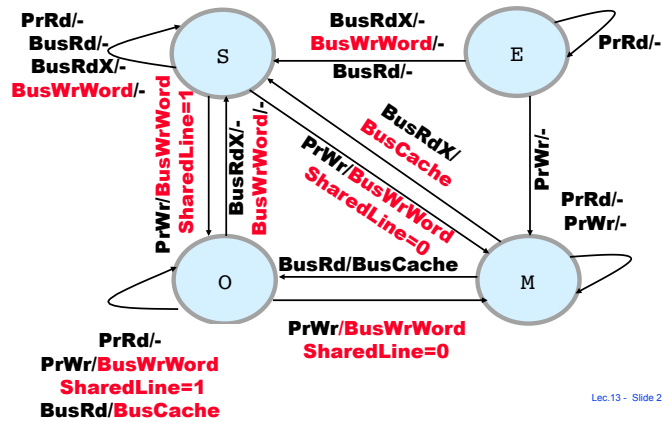 PrRd/-
BusRd/-
BusRdX/-
BusWrWord/-
S
BusRdX/-
BusWrWord/-
BusRd/-
E
PrRd/-
PrWr/BusWrWord
SharedLine=1
BusRdX/-
BusWrWord/-
BusRdX/
BusCache
PrWr/BusWrWord
SharedLine=0
PrWr/-
PrRd/-
PrWr/-
O
BusRd/BusCache
M
PrWr/BusWrWord
SharedLine=0
PrRd/-
PrWr/BusWrWord
SharedLine=1
BusRd/BusCache
Lec.13 - Slide 2